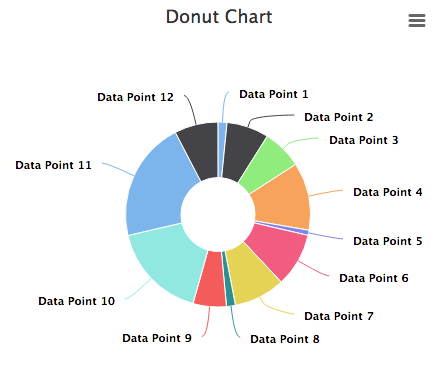 Donut Chart
Data Point 1
Data Point 2
Data Point 3
Data Point 4
Data Point 5
Data Point 6
Data Point 7
Data Point 8
Data Point 9
Data Point 10
Data Point 11
Data Point 12